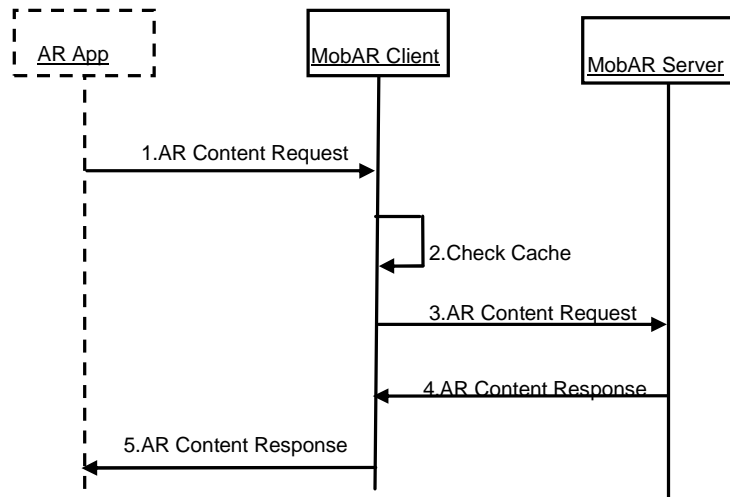 AR App
MobAR Client
MobAR Server
1.AR Content Request
2.Check Cache
3.AR Content Request
4.AR Content Response
5.AR Content Response